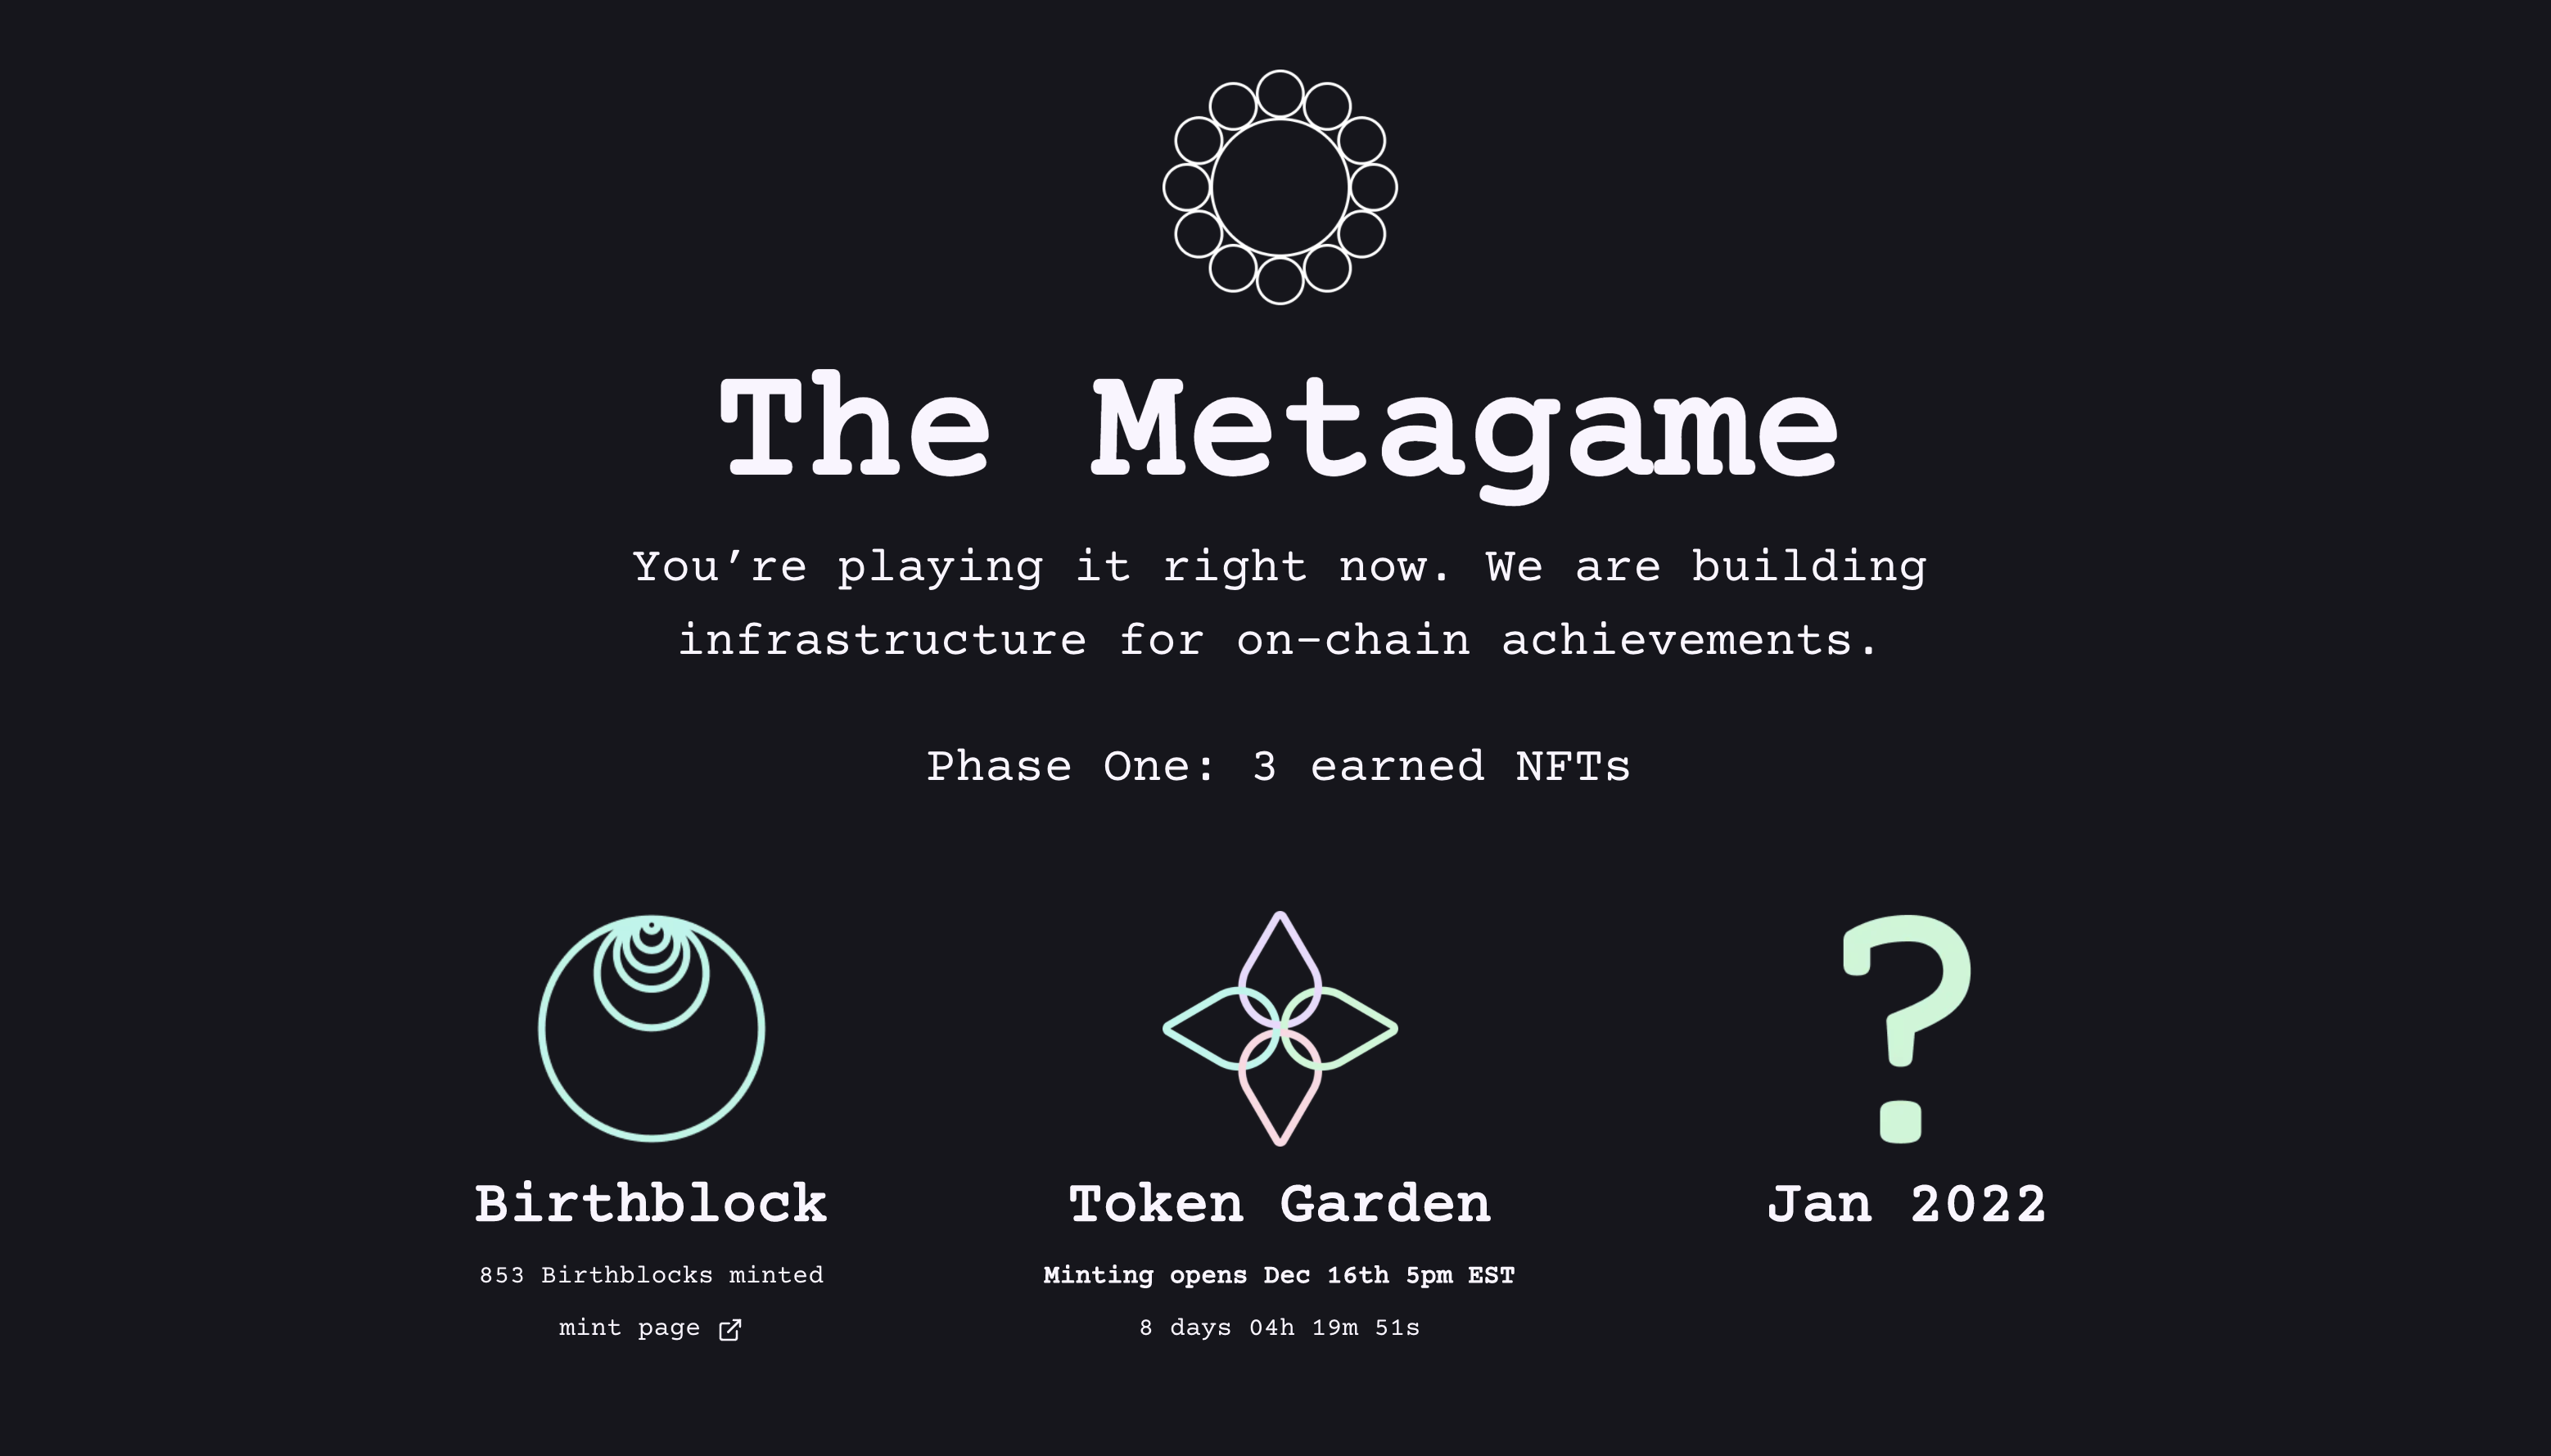 The Metagame
You’re playing it right now. We are building
infrastructure for on-chain achievements.
Phase One: 3 earned NFTs
?
Birthblock
853 Birthblocks minted
mint page
Token Garden
Minting opens Dec 16th 5pm EST
8 days 04h 19m 51s
Jan 2022